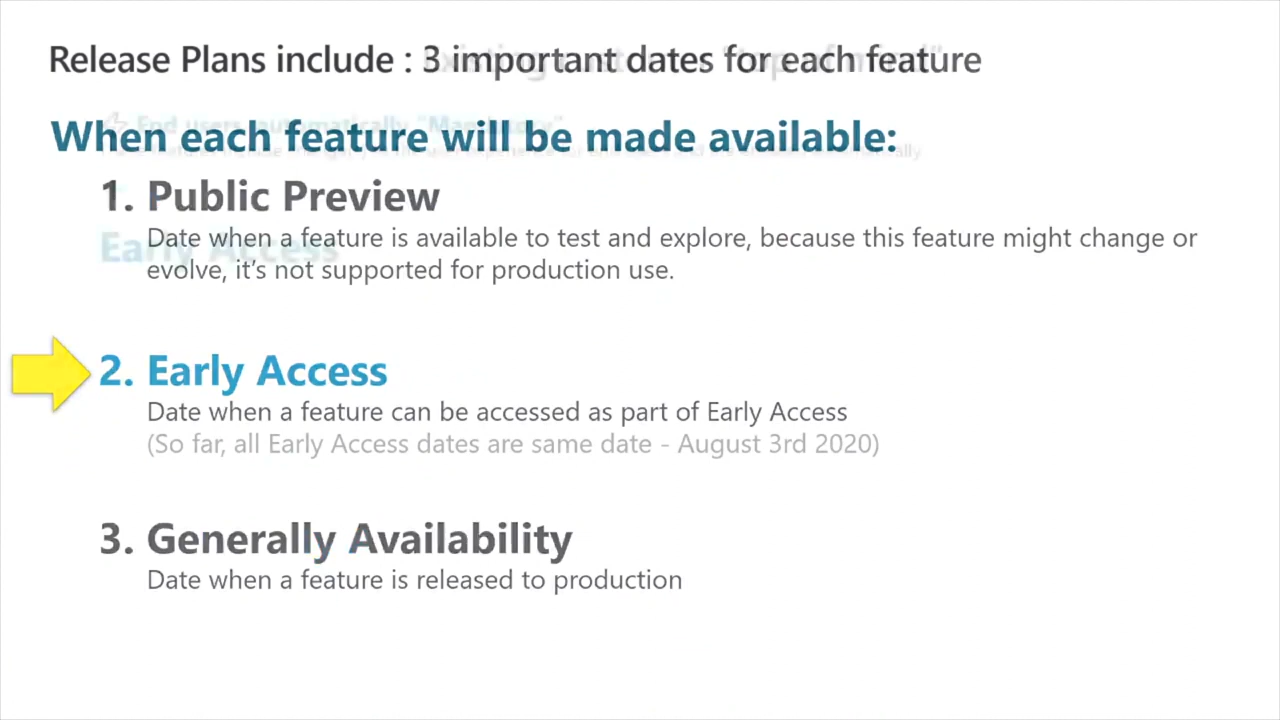 Release Plans include : 3 important dates for each feature
When each feature will be made available:
1. Public Preview
Date when a feature is available to test and explore, because this feature might change or
Early Access
evolve, it's not supported for production use.
2. Early Access
Date when a feature can be accessed as part of Early Access
(So far, all Early Access dates are same date - August 3rd 2020)
3. Generally Availability
Date when a feature is released to production